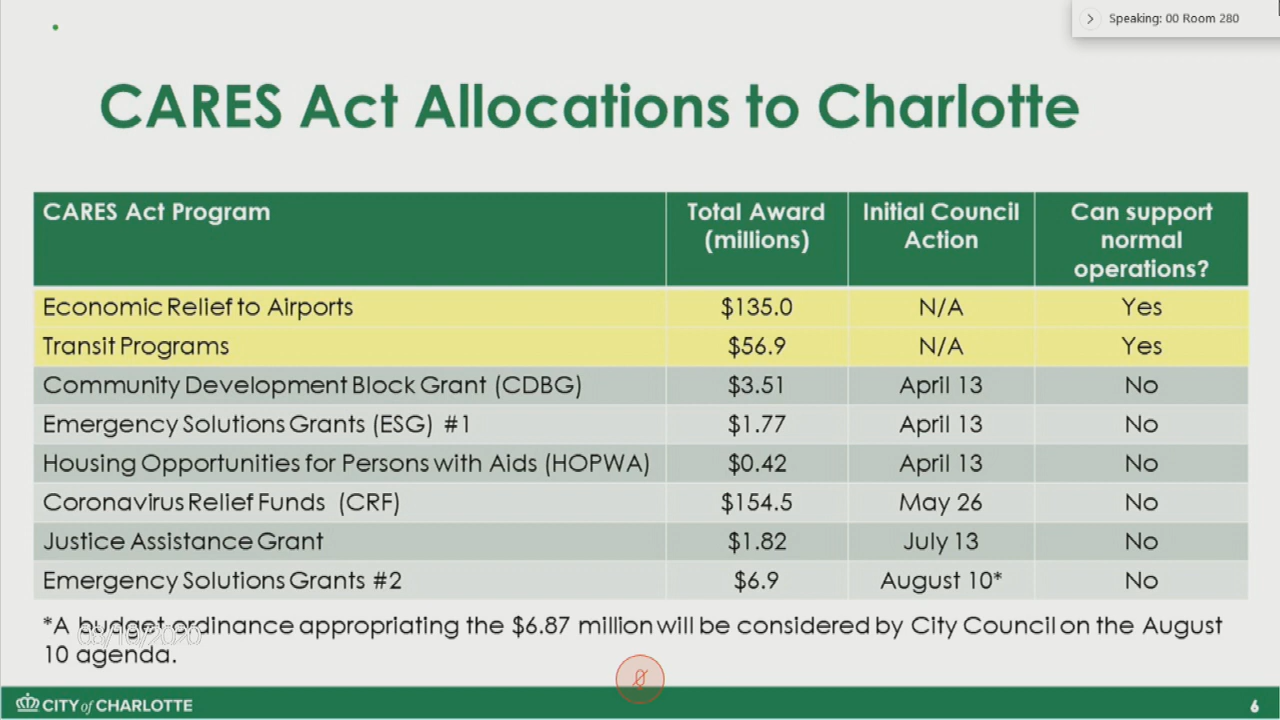 Speaking: 00 Room 280
CARES Act Allocations to Charlotte
CARES Act Program Total Award (millions) Initial Council Action Can support normal operations?
Economic Relief to Airports $135.0 N/A Yes
Transit Programs $56.9 N/A Yes
Community Development Block Grant (CDBG) $3.51 April 13 No
Emergency Solutions Grants (ESG) #1 $1.77 April 13 No
Housing Opportunities for Persons with Aids (HOPWA) $0.42 April 13 No
Coronavirus Relief Funds (CRF) $154.5 May 26 No
Justice Assistance Grant $1.82 July 13 No
Emergency Solutions Grants #2 $6.9 August 10* No
*A budget ordinance appropriating the $6.87 million will be considered by City Council on the August
10 agenda.
CITY of CHARLOTTE
6